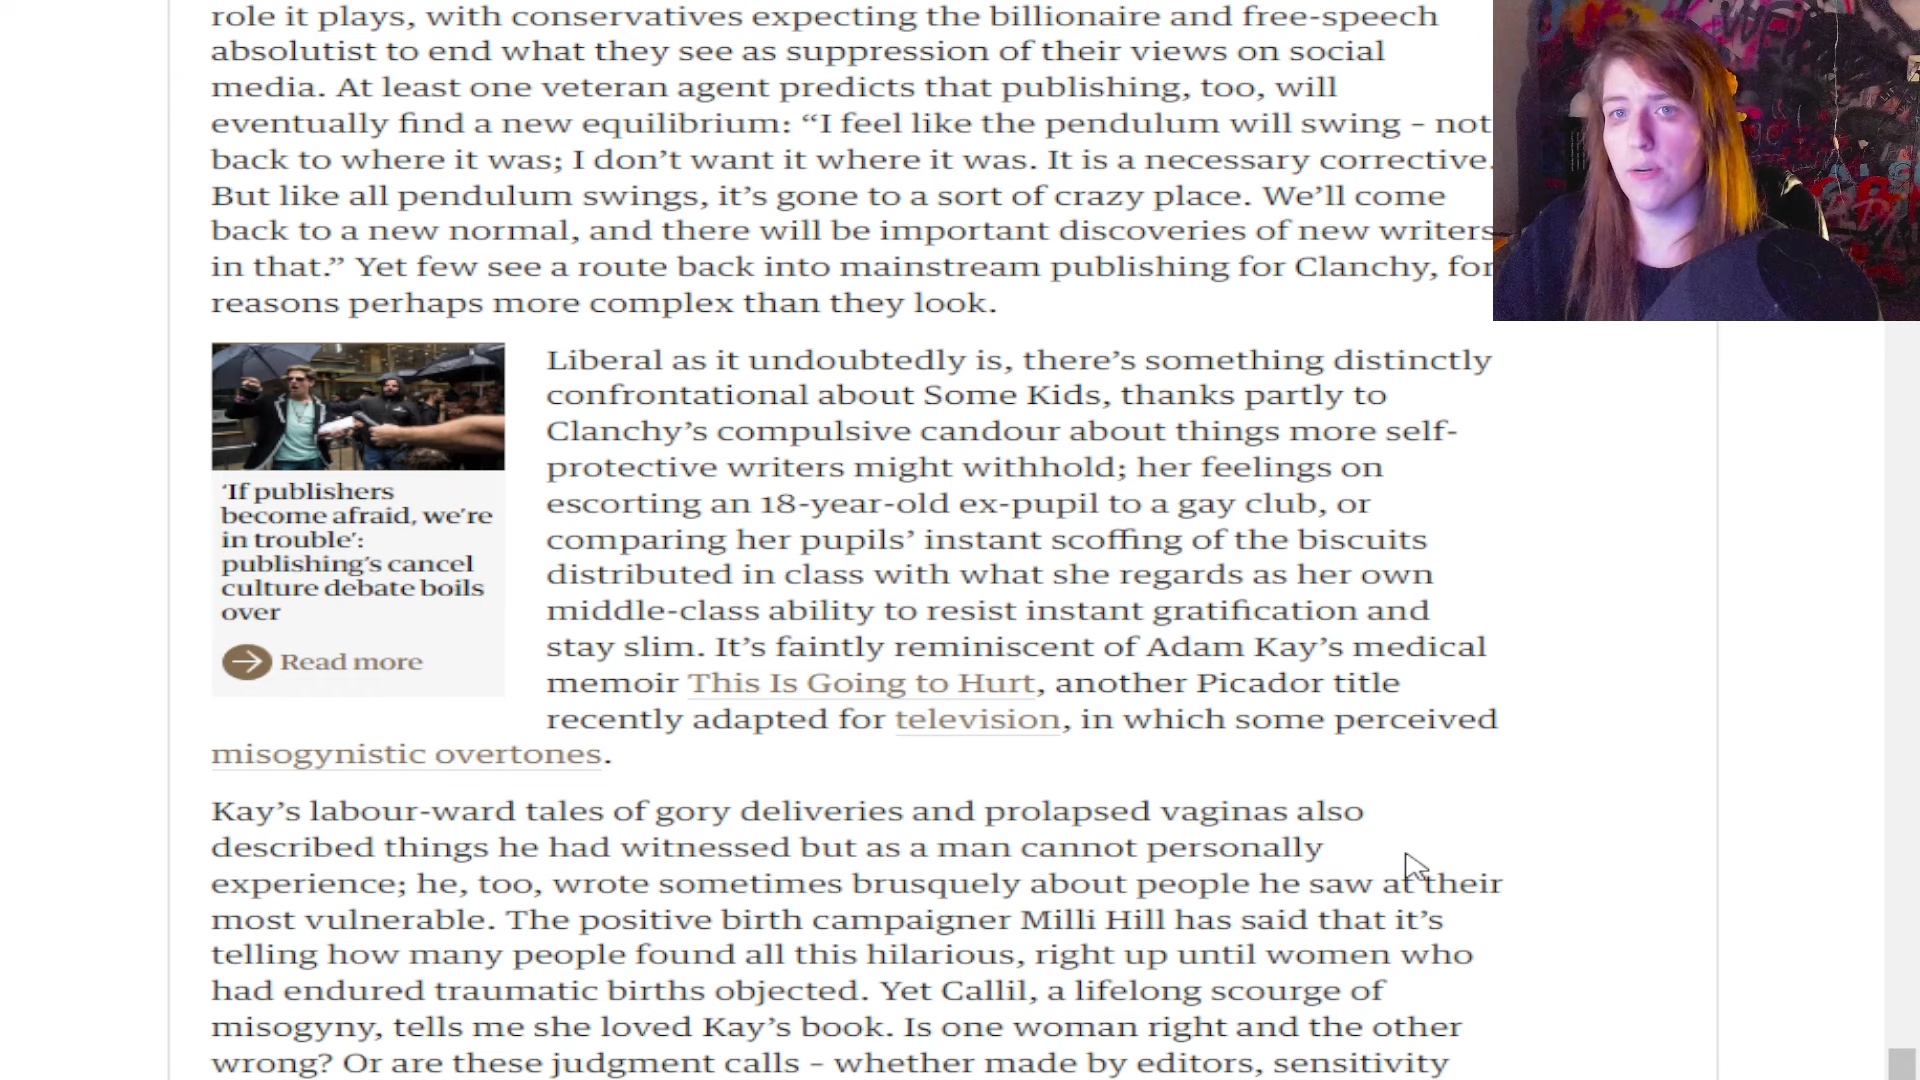 role it plays, with conservatives expecting the billionaire and free-speech
absolutist to end what they see as suppression of their views on social
media. At least one veteran agent predicts that publishing, too, will
eventually find a new equilibrium: “I feel like the pendulum will swing – not
back to where it was; I don’t want it where it was. It is a necessary corrective.
But like all pendulum swings, it’s gone to a sort of crazy place. We’ll come
back to a new normal, and there will be important discoveries of new writers
in that.” Yet few see a route back into mainstream publishing for Clanchy, for
reasons perhaps more complex than they look.
‘If publishers
become afraid, we’re
in trouble’:
publishing’s cancel
culture debate boils
over
Read more
Liberal as it undoubtedly is, there’s something distinctly
confrontational about Some Kids, thanks partly to
Clanchy’s compulsive candour about things more self-
protective writers might withhold; her feelings on
escorting an 18-year-old ex-pupil to a gay club, or
comparing her pupils’ instant scoffing of the biscuits
distributed in class with what she regards as her own
middle-class ability to resist instant gratification and
stay slim. It’s faintly reminiscent of Adam Kay’s medical
memoir This Is Going to Hurt, another Picador title
recently adapted for television, in which some perceived
misogynistic overtones.
Kay’s labour-ward tales of gory deliveries and prolapsed vaginas also
described things he had witnessed but as a man cannot personally
experience; he, too, wrote sometimes brusquely about people he saw at their
most vulnerable. The positive birth campaigner Milli Hill has said that it’s
telling how many people found all this hilarious, right up until women who
had endured traumatic births objected. Yet Callil, a lifelong scourge of
misogyny, tells me she loved Kay’s book. Is one woman right and the other
wrong? Or are these judgment calls – whether made by editors, sensitivity